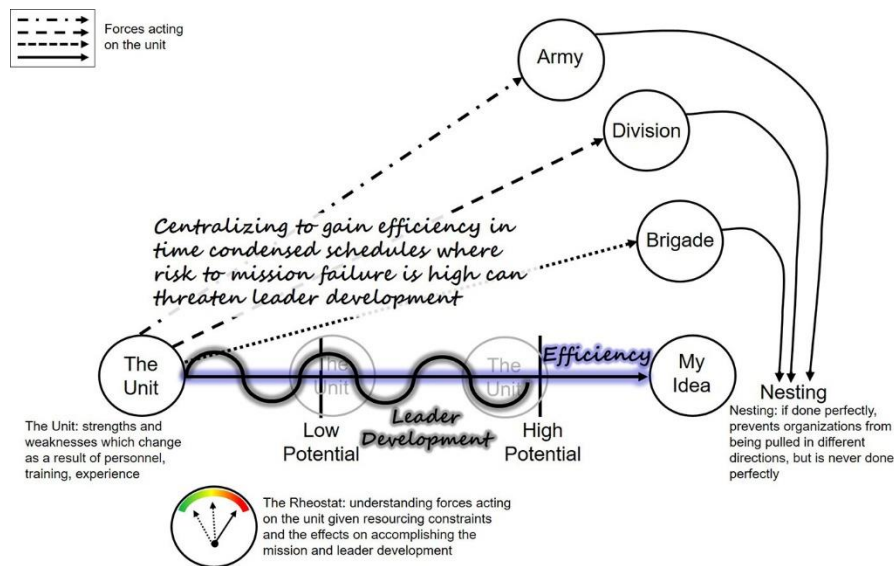 Forces acting
on the unit
Army
Division
Brigade
Centralizing to gain efficiency in
time condensed schedules where
risk to mission failure is high can
threaten leader development
The
Unit
The
Unit
The
Unit
Efficiency
My
Idea
Leader
Development
Low
Potential
High
Potential
Nesting
Nesting: if done perfectly,
prevents organizations from
being pulled in different
directions, but is never done
perfectly
The Unit: strengths and
weaknesses which change
as a result of personnel,
training, experience
The Rheostat: understanding forces acting
on the unit given resourcing constraints
and the effects on accomplishing the
mission and leader development